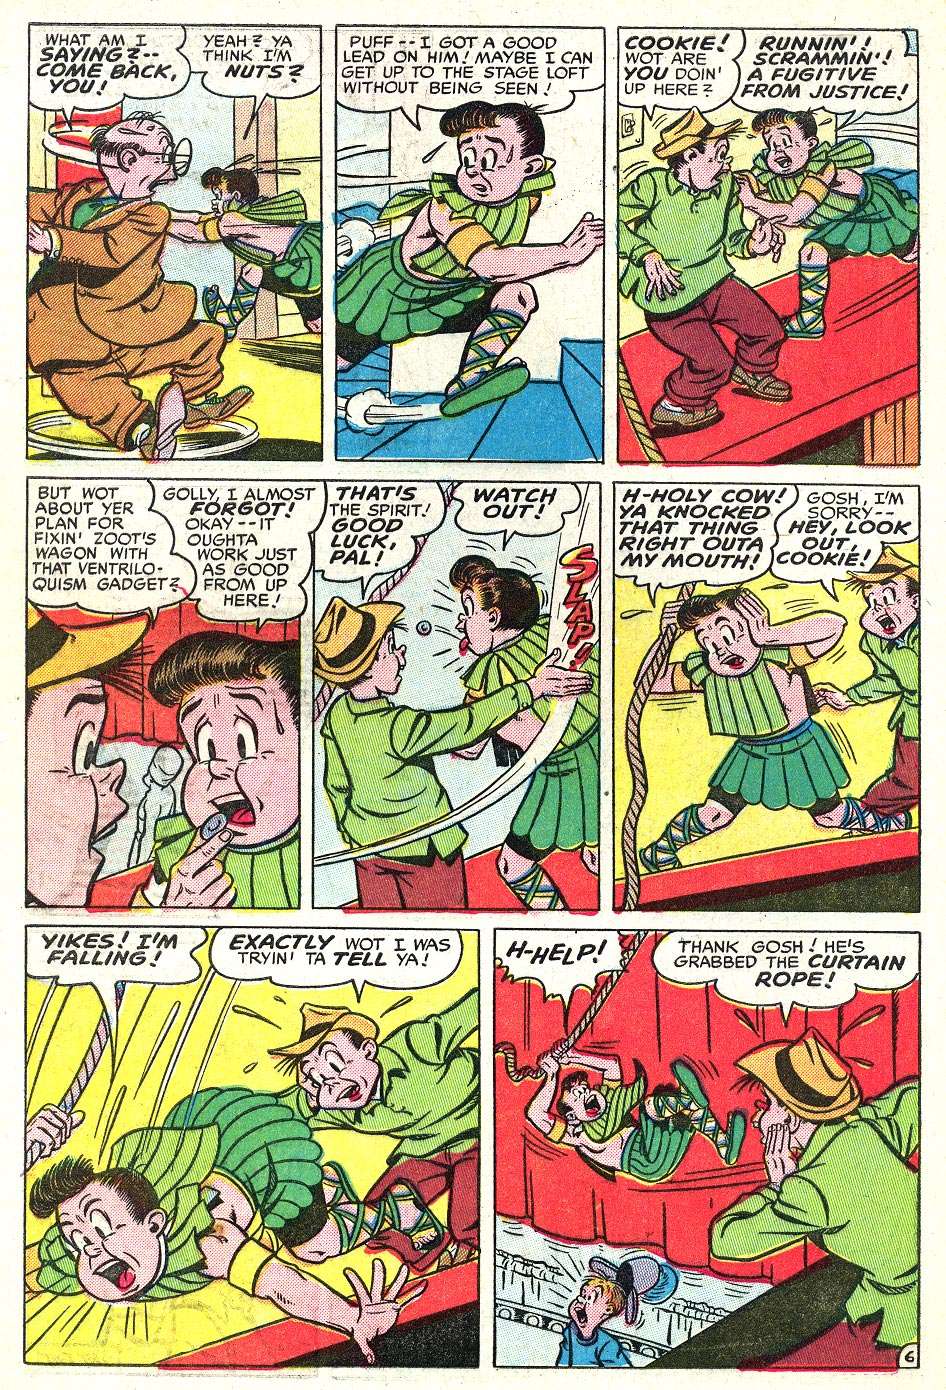 WHAT AM I
SAYING?--
COME BACK,
YOU!
YEAH? YA
THINK I'M
NUTS?
PUFF--I GOT A GOOD
LEAD ON HIM! MAYBE I CAN
GET UP TO THE STAGE LOFT
WITHOUT BEING SEEN!
COOKIE!
WOT ARE
YOU DOIN'
UP HERE?
RUNNIN'!
SCRAMMIN'!
A FUGITIVE
FROM JUSTICE!
BUT WOT
ABOUT YER
PLAN FOR
FIXIN' ZOOT'S
WAGON WITH
THAT VENTRILO-
QUISM GADGET?
GOLLY, I ALMOST
FORGOT!
OKAY--IT
OUGHTA
WORK JUST
AS GOOD
FROM UP
HERE!
THAT'S
THE SPIRIT!
GOOD
LUCK,
PAL!
WATCH
OUT!
SLAP!
H-HOLY COW!
YA KNOCKED
THAT THING
RIGHT OUTA
MY MOUTH!
GOSH, I'M
SORRY--
HEY, LOOK
OUT,
COOKIE!
YIKES! I'M
FALLING!
EXACTLY WOT I WAS
TRYIN' TA TELL YA!
H-HELP!
THANK GOSH! HE'S
GRABBED THE CURTAIN
ROPE!
6